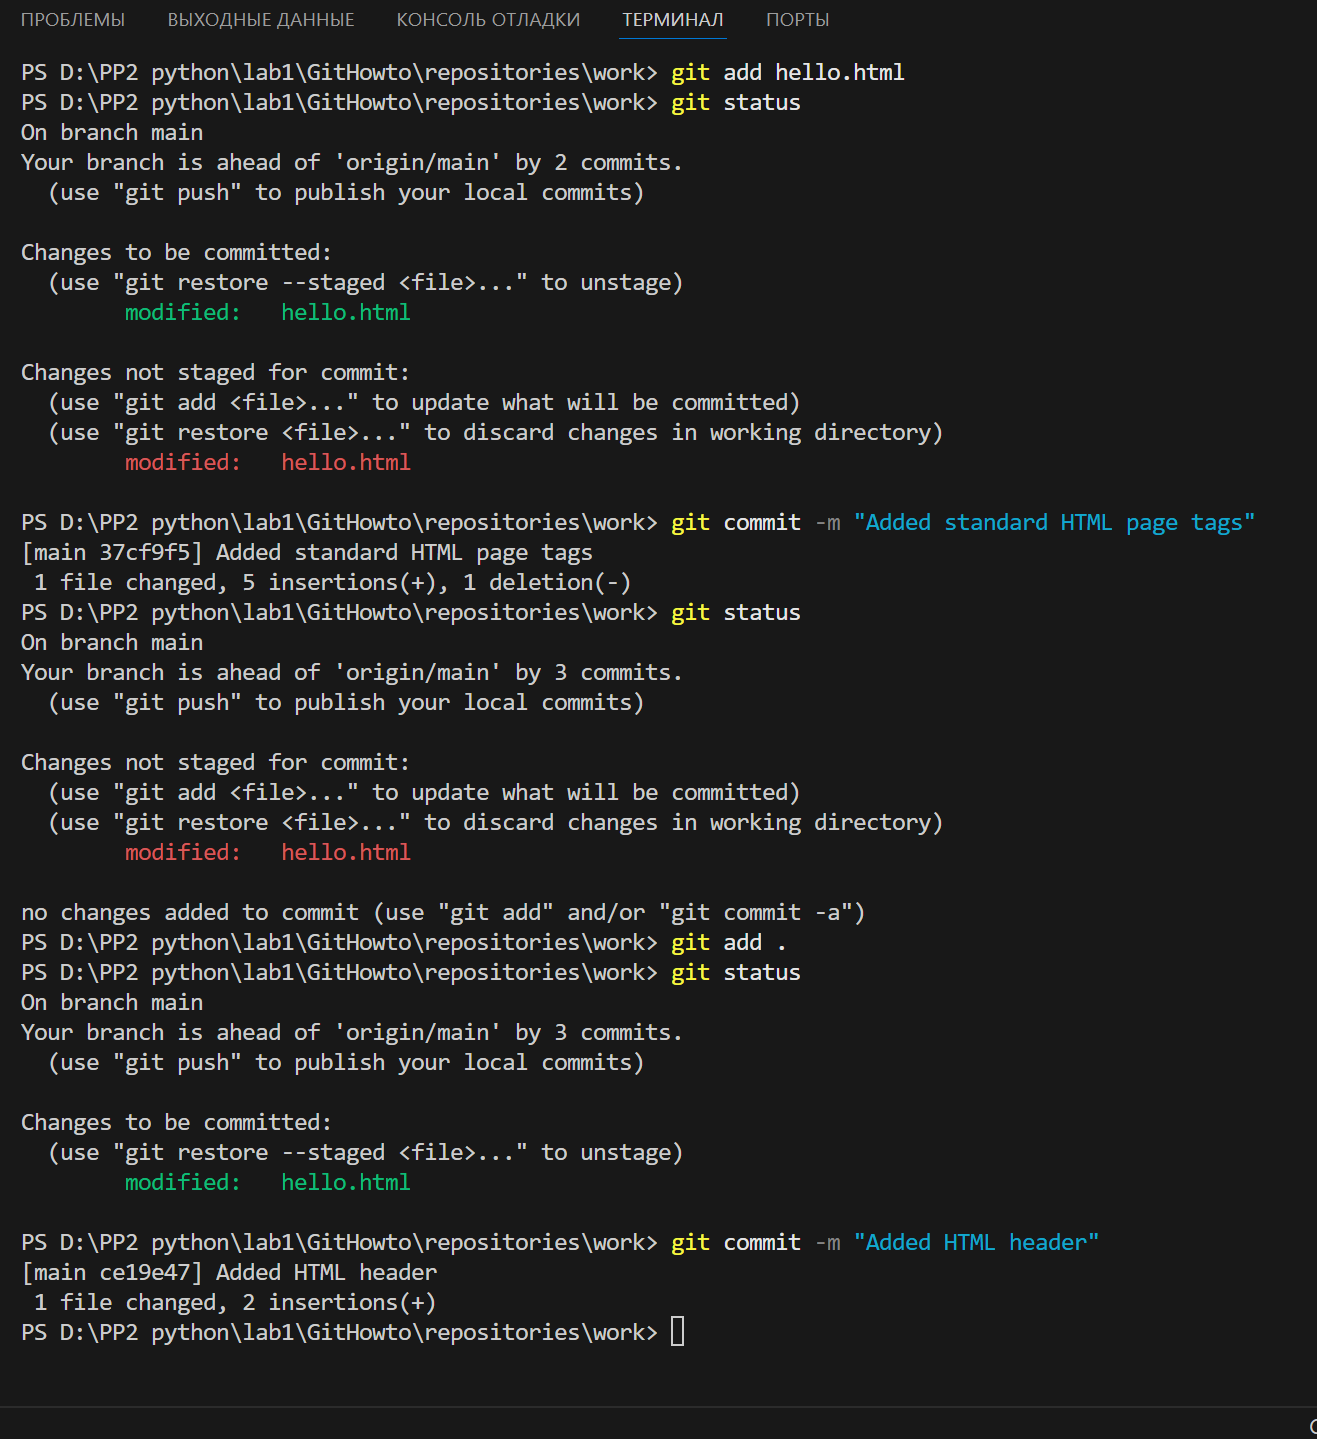 ПРОБЛЕМЫ ВЫХОДНЫЕ ДАННЫЕ КОНСОЛЬ ОТЛАДКИ ТЕРМИНАЛ ПОРТЫ
PS D:\PP2 python\lab1\GitHowto\repositories\work> git add hello.html
PS D:\PP2 python\lab1\GitHowto\repositories\work> git status
On branch main
Your branch is ahead of 'origin/main' by 2 commits.
  (use "git push" to publish your local commits)

Changes to be committed:
  (use "git restore --staged <file>..." to unstage)
        modified:   hello.html

Changes not staged for commit:
  (use "git add <file>..." to update what will be committed)
  (use "git restore <file>..." to discard changes in working directory)
        modified:   hello.html

PS D:\PP2 python\lab1\GitHowto\repositories\work> git commit -m "Added standard HTML page tags"
[main 37cf9f5] Added standard HTML page tags
 1 file changed, 5 insertions(+), 1 deletion(-)
PS D:\PP2 python\lab1\GitHowto\repositories\work> git status
On branch main
Your branch is ahead of 'origin/main' by 3 commits.
  (use "git push" to publish your local commits)

Changes not staged for commit:
  (use "git add <file>..." to update what will be committed)
  (use "git restore <file>..." to discard changes in working directory)
        modified:   hello.html

no changes added to commit (use "git add" and/or "git commit -a")
PS D:\PP2 python\lab1\GitHowto\repositories\work> git add .
PS D:\PP2 python\lab1\GitHowto\repositories\work> git status
On branch main
Your branch is ahead of 'origin/main' by 3 commits.
  (use "git push" to publish your local commits)

Changes to be committed:
  (use "git restore --staged <file>..." to unstage)
        modified:   hello.html

PS D:\PP2 python\lab1\GitHowto\repositories\work> git commit -m "Added HTML header"
[main ce19e47] Added HTML header
 1 file changed, 2 insertions(+)
PS D:\PP2 python\lab1\GitHowto\repositories\work>